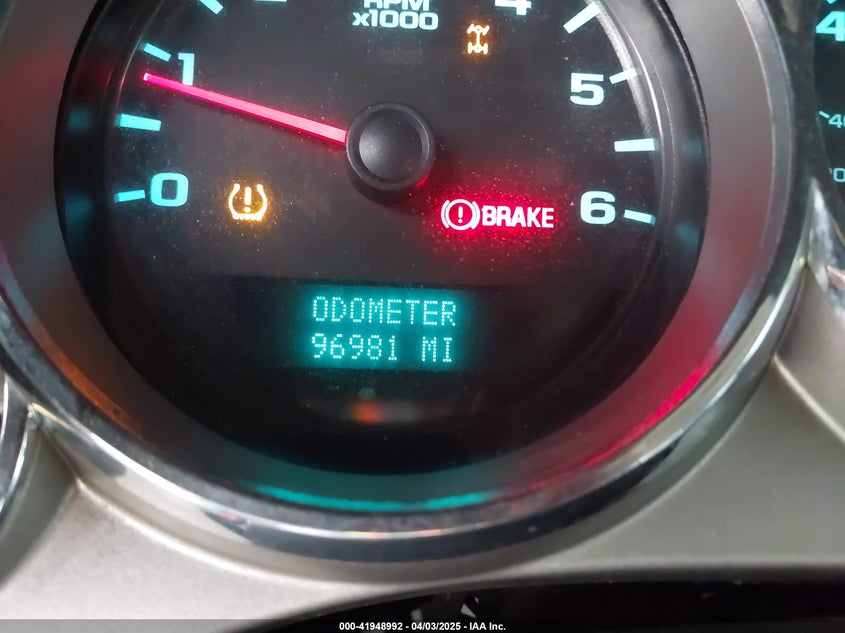 RPM
x1000
4
1
5
0
BRAKE
6
ODOMETER
96981 MI
000-41948992 · 04/03/2025 - IAA Inc.